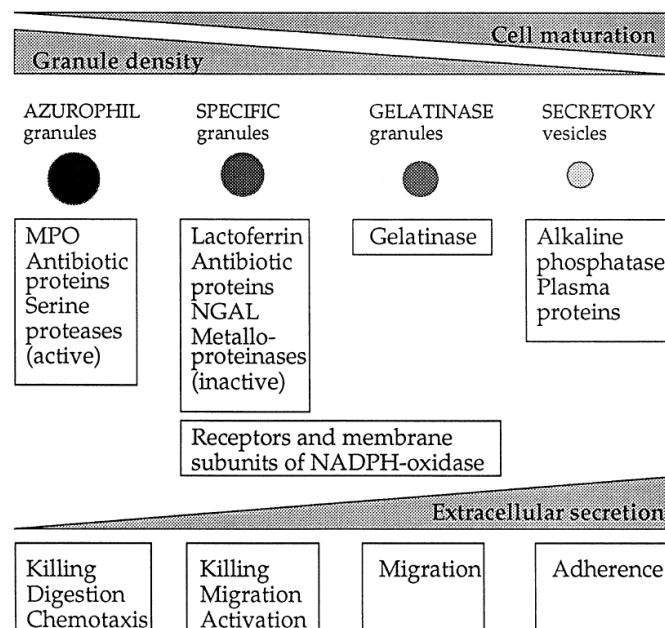 Cell maturation
Granule density
AZUROPHIL
granules
SPECIFIC
granules
GELATINASE
granules
SECRETORY
vesicles
MPO
Antibiotic
proteins
Serine
proteases
(active)
Lactoferrin
Antibiotic
proteins
NGAL
Metallo-
proteinases
(inactive)
Gelatinase
Alkaline
phosphatase
Plasma
proteins
Receptors and membrane
subunits of NADPH-oxidase
Extracellular secretion
Killing
Digestion
Chemotaxis
Killing
Migration
Activation
Migration
Adherence